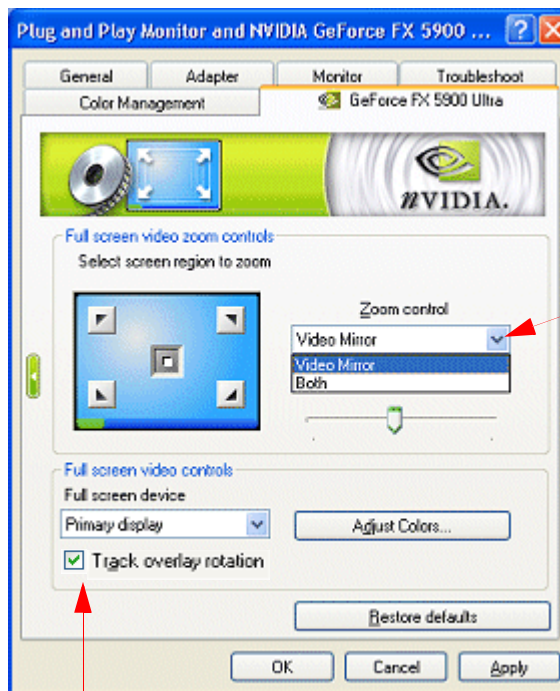 Plug and Play Monitor and NVIDIA GeForce FX 5900 ...
General Adapter Monitor Troubleshoot
Color Management GeForce FX 5900 Ultra
nVIDIA.
Full screen video zoom controls
Select screen region to zoom
Zoom control
Video Mirror
Video Mirror
Both
Full screen video controls
Full screen device
Primary display
Adjust Colors...
Track overlay rotation
Restore defaults
OK Cancel Apply